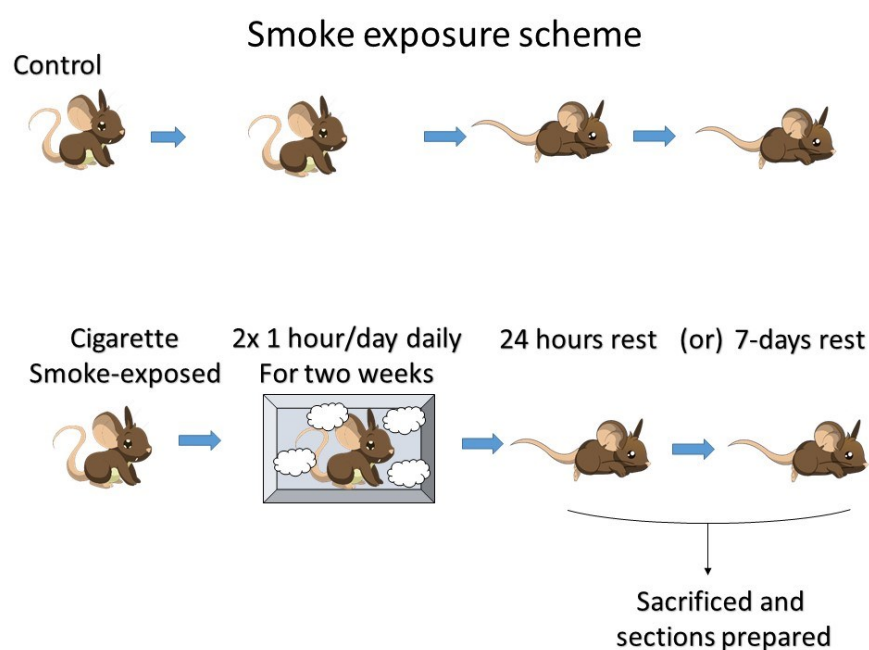 Smoke exposure scheme
Control
Cigarette
Smoke-exposed
2x 1 hour/day daily
For two weeks
24 hours rest
(or) 7-days rest
Sacrificed and
sections prepared